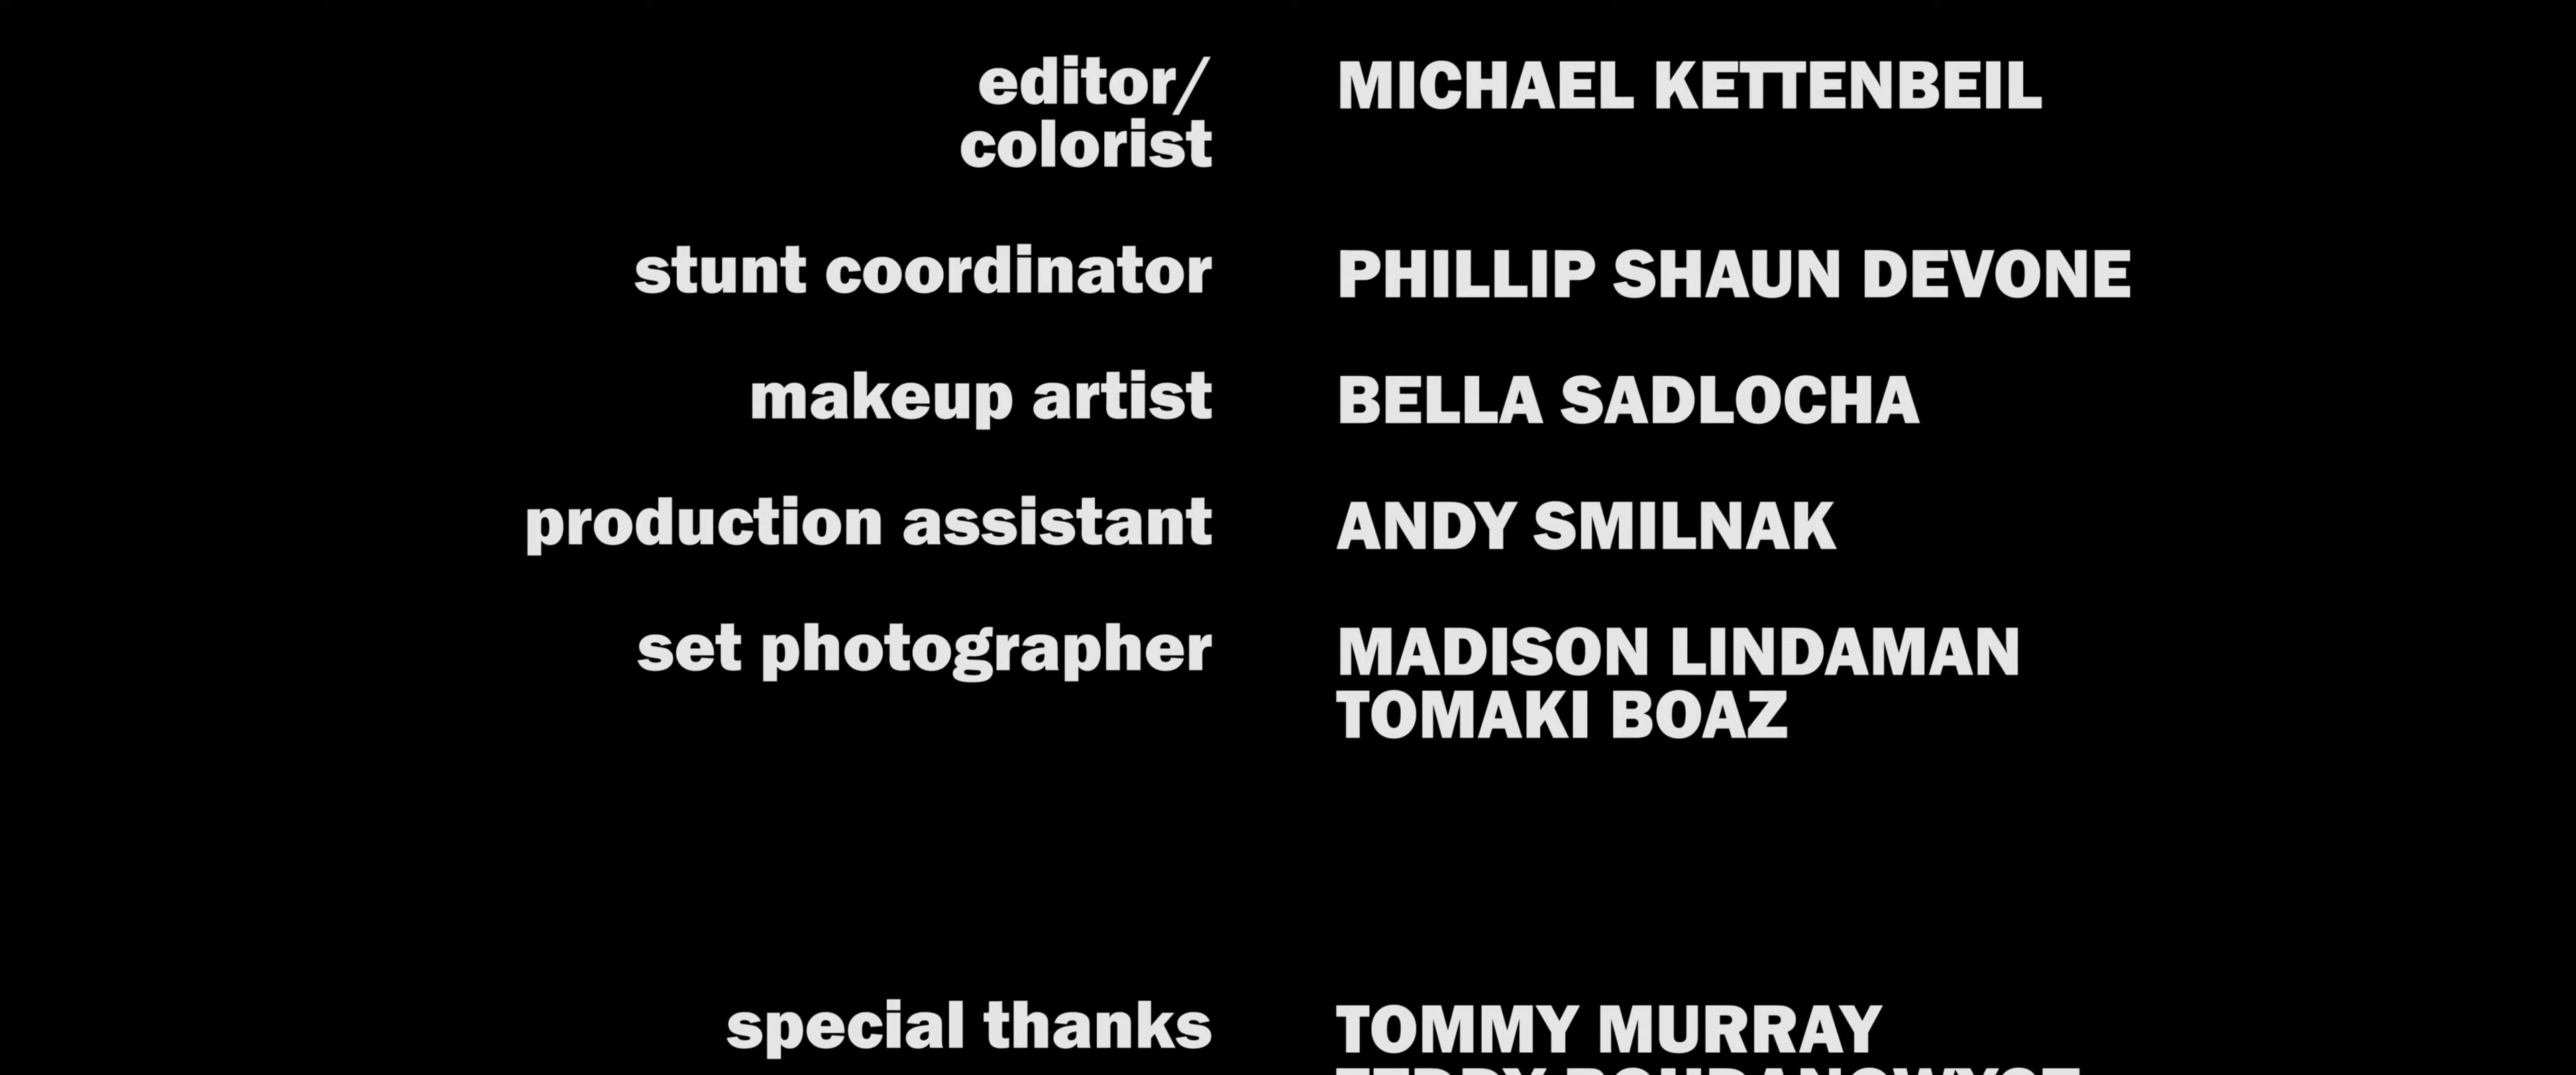 editor/ MICHAEL KETTENBEIL
colorist
stunt coordinator PHILLIP SHAUN DEVONE
makeup artist BELLA SADLOCHA
production assistant ANDY SMILNAK
set photographer MADISON LINDAMAN
TOMAKI BOAZ
special thanks TOMMY MURRAY